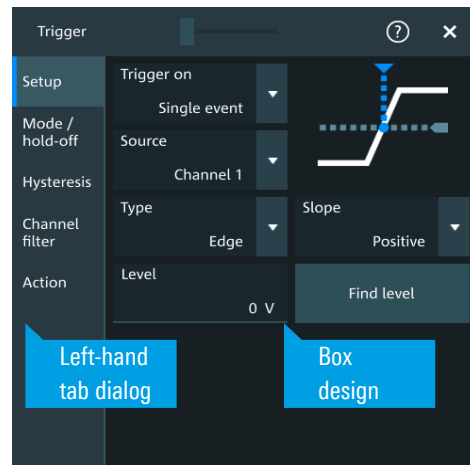 Trigger
?
×
Setup
Mode /
hold-off
Hysteresis
Channel
filter
Action
Trigger on
Single event
Source
Channel 1
Type
Edge
Slope
Positive
Level
0 V
Find level
Left-hand
tab dialog
Box
design